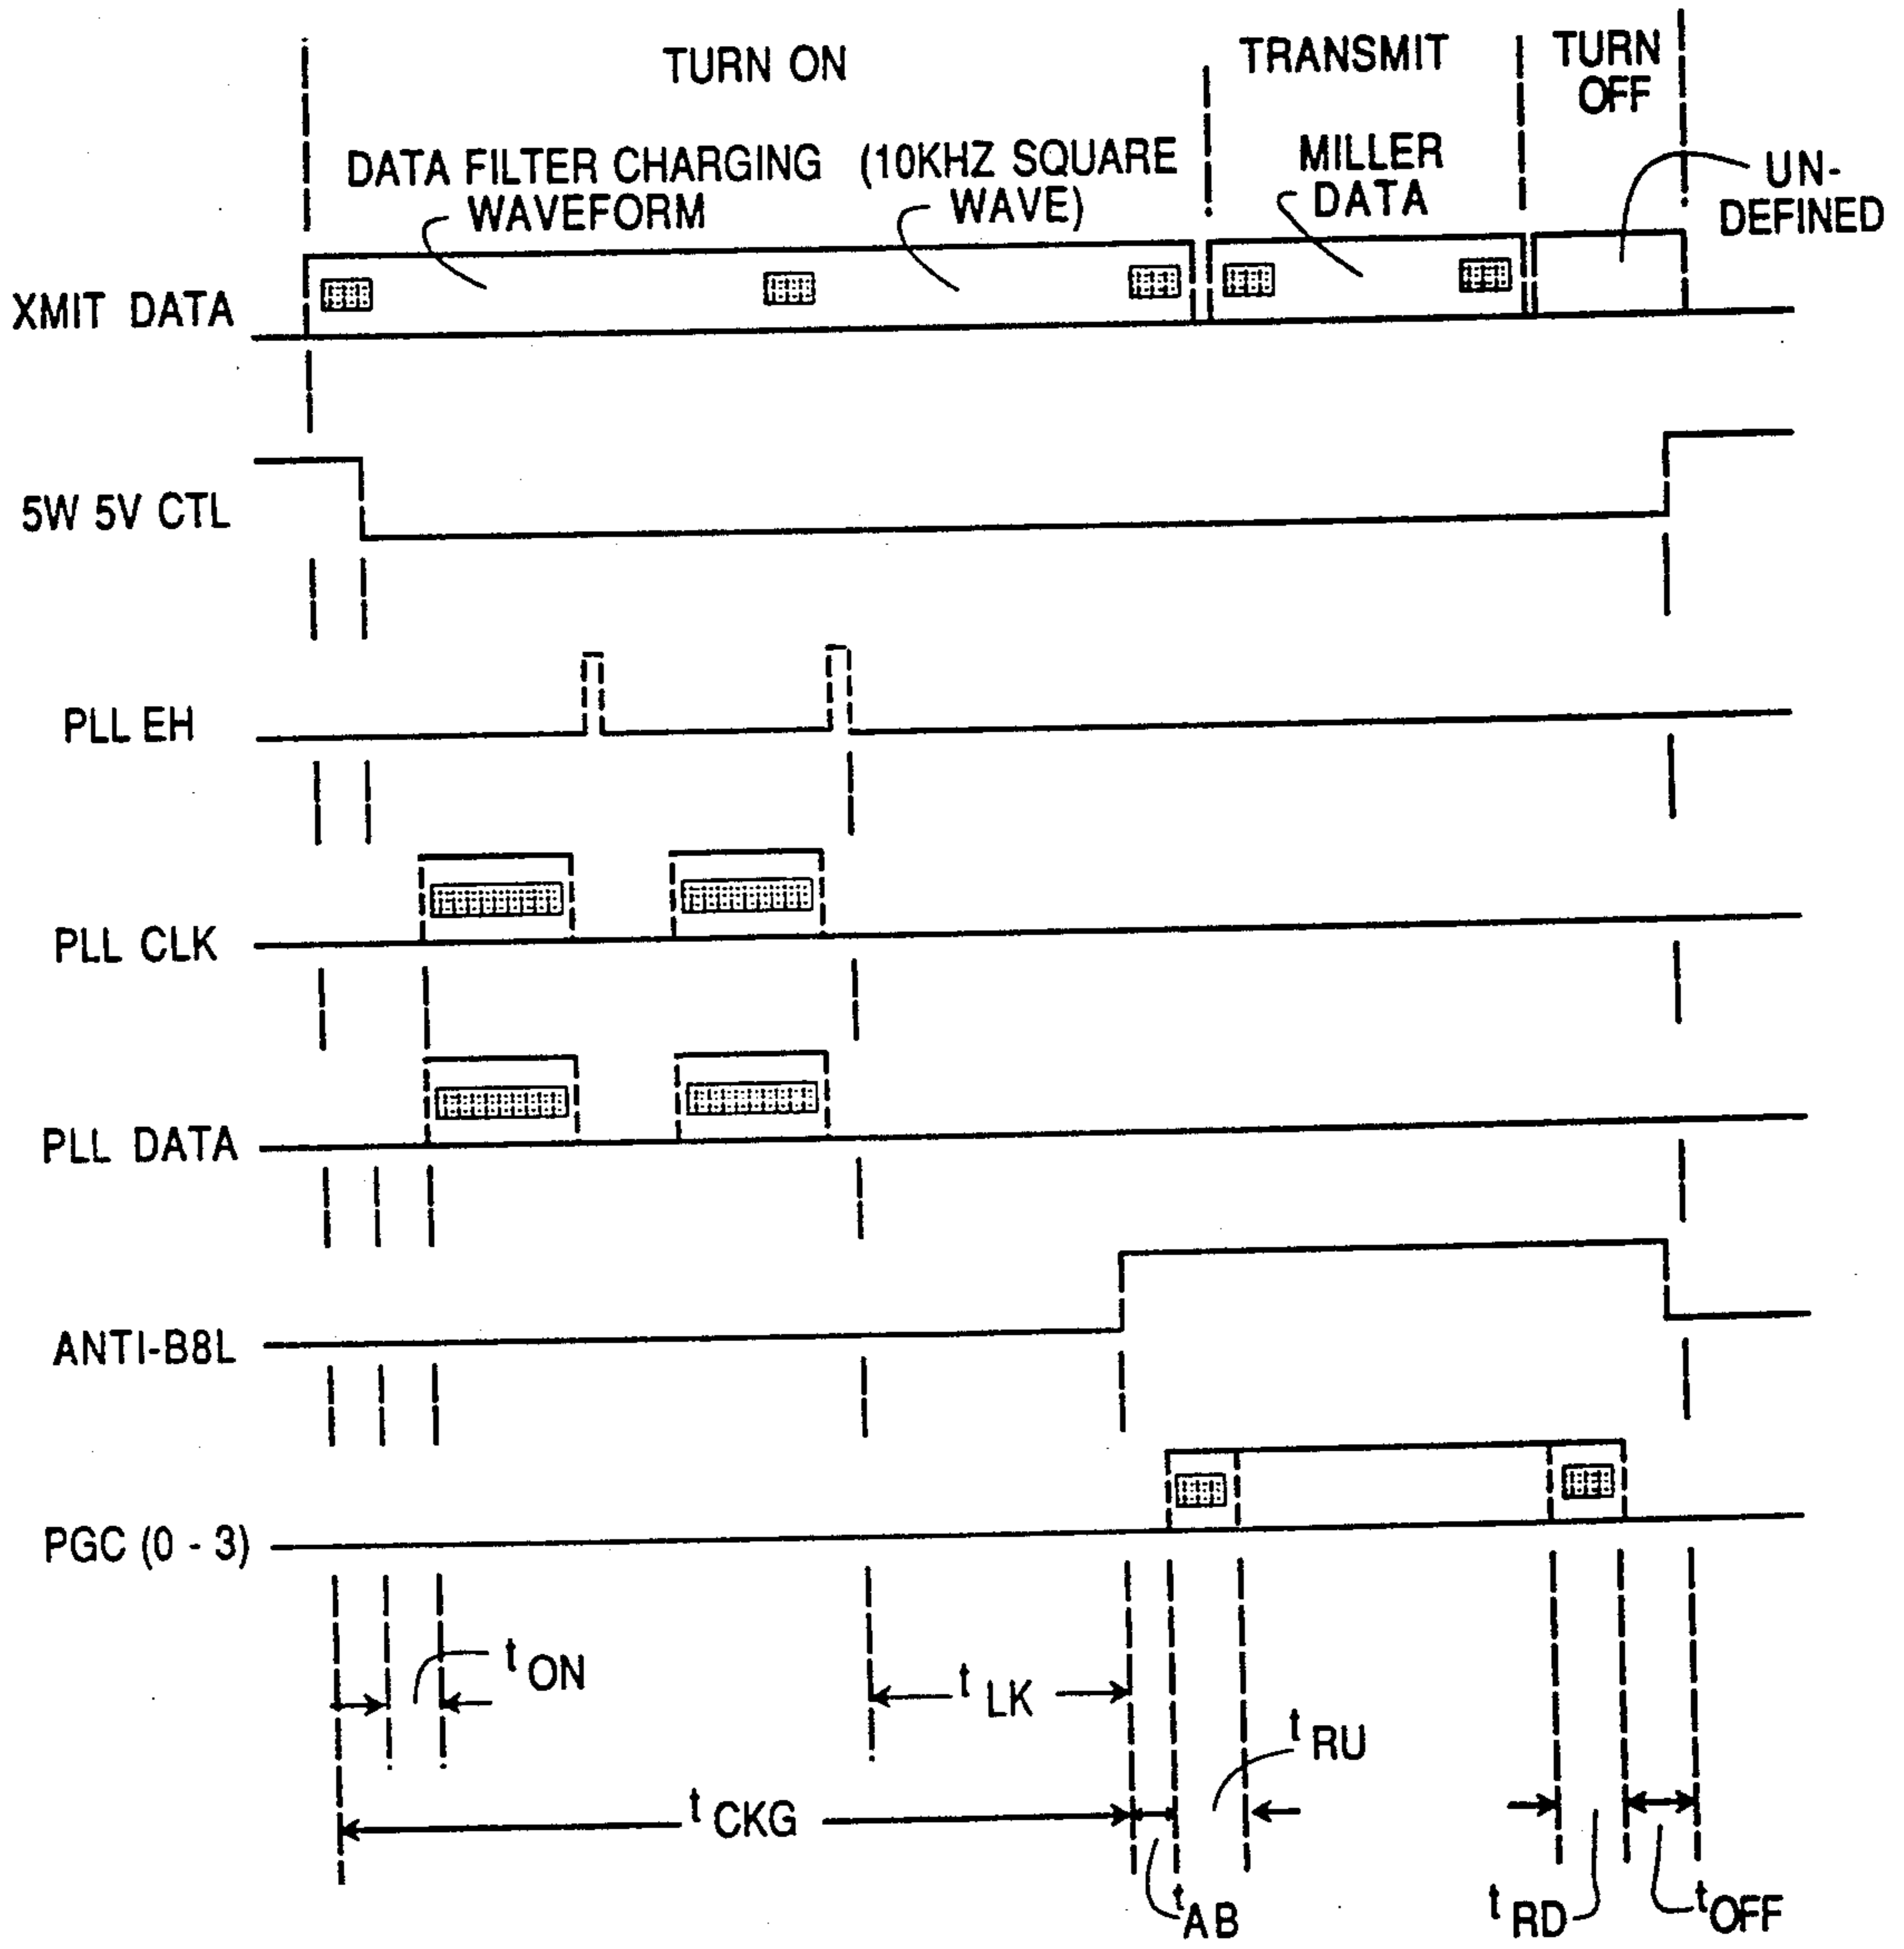 TURN ON
TRANSMIT
TURN
OFF
DATA FILTER CHARGING
WAVEFORM
(10KHZ SQUARE
WAVE)
MILLER
DATA
UN-
DEFINED
XMIT DATA
5W 5V CTL
PLL EH
PLL CLK
PLL DATA
ANTI-B8L
PGC (0 - 3)
t ON
t LK
t RU
t CKG
t AB
t RD
t OFF